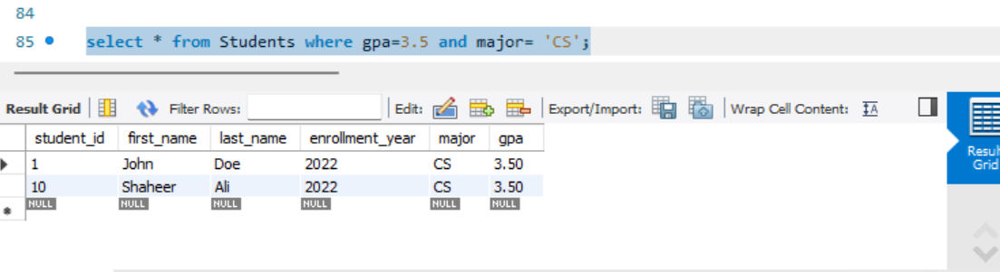 84
85 select * from Students where gpa=3.5 and major= 'CS';
Result Grid Filter Rows: Edit: Export/Import: Wrap Cell Content: IA
student_id first_name last_name enrollment_year major gpa
1 John Doe 2022 CS 3.50
10 Shaheer Ali 2022 CS 3.50
NULL NULL NULL NULL NULL NULL
Result
Grid